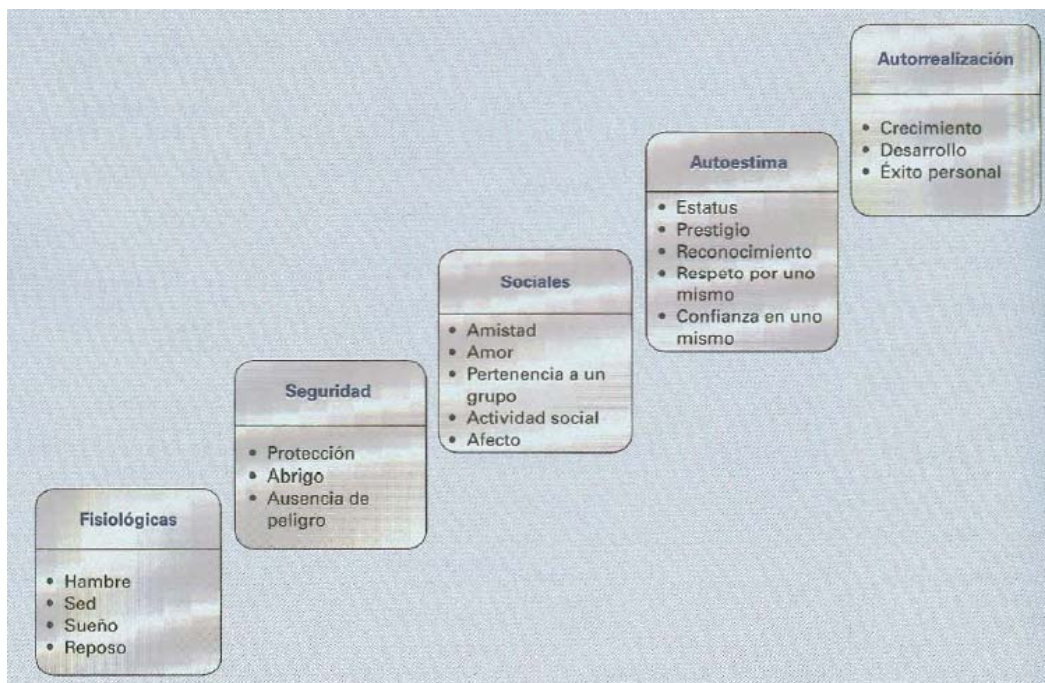 Autorrealización
• Crecimiento
• Desarrollo
• Éxito personal
Autoestima
• Estatus
• Prestigio
• Reconocimiento
• Respeto por uno
mismo
• Confianza en uno
mismo
Sociales
• Amistad
• Amor
• Pertenencia a un
grupo
• Actividad social
• Afecto
Seguridad
• Protección
• Abrigo
• Ausencia de
peligro
Fisiológicas
• Hambre
• Sed
• Sueño
• Reposo